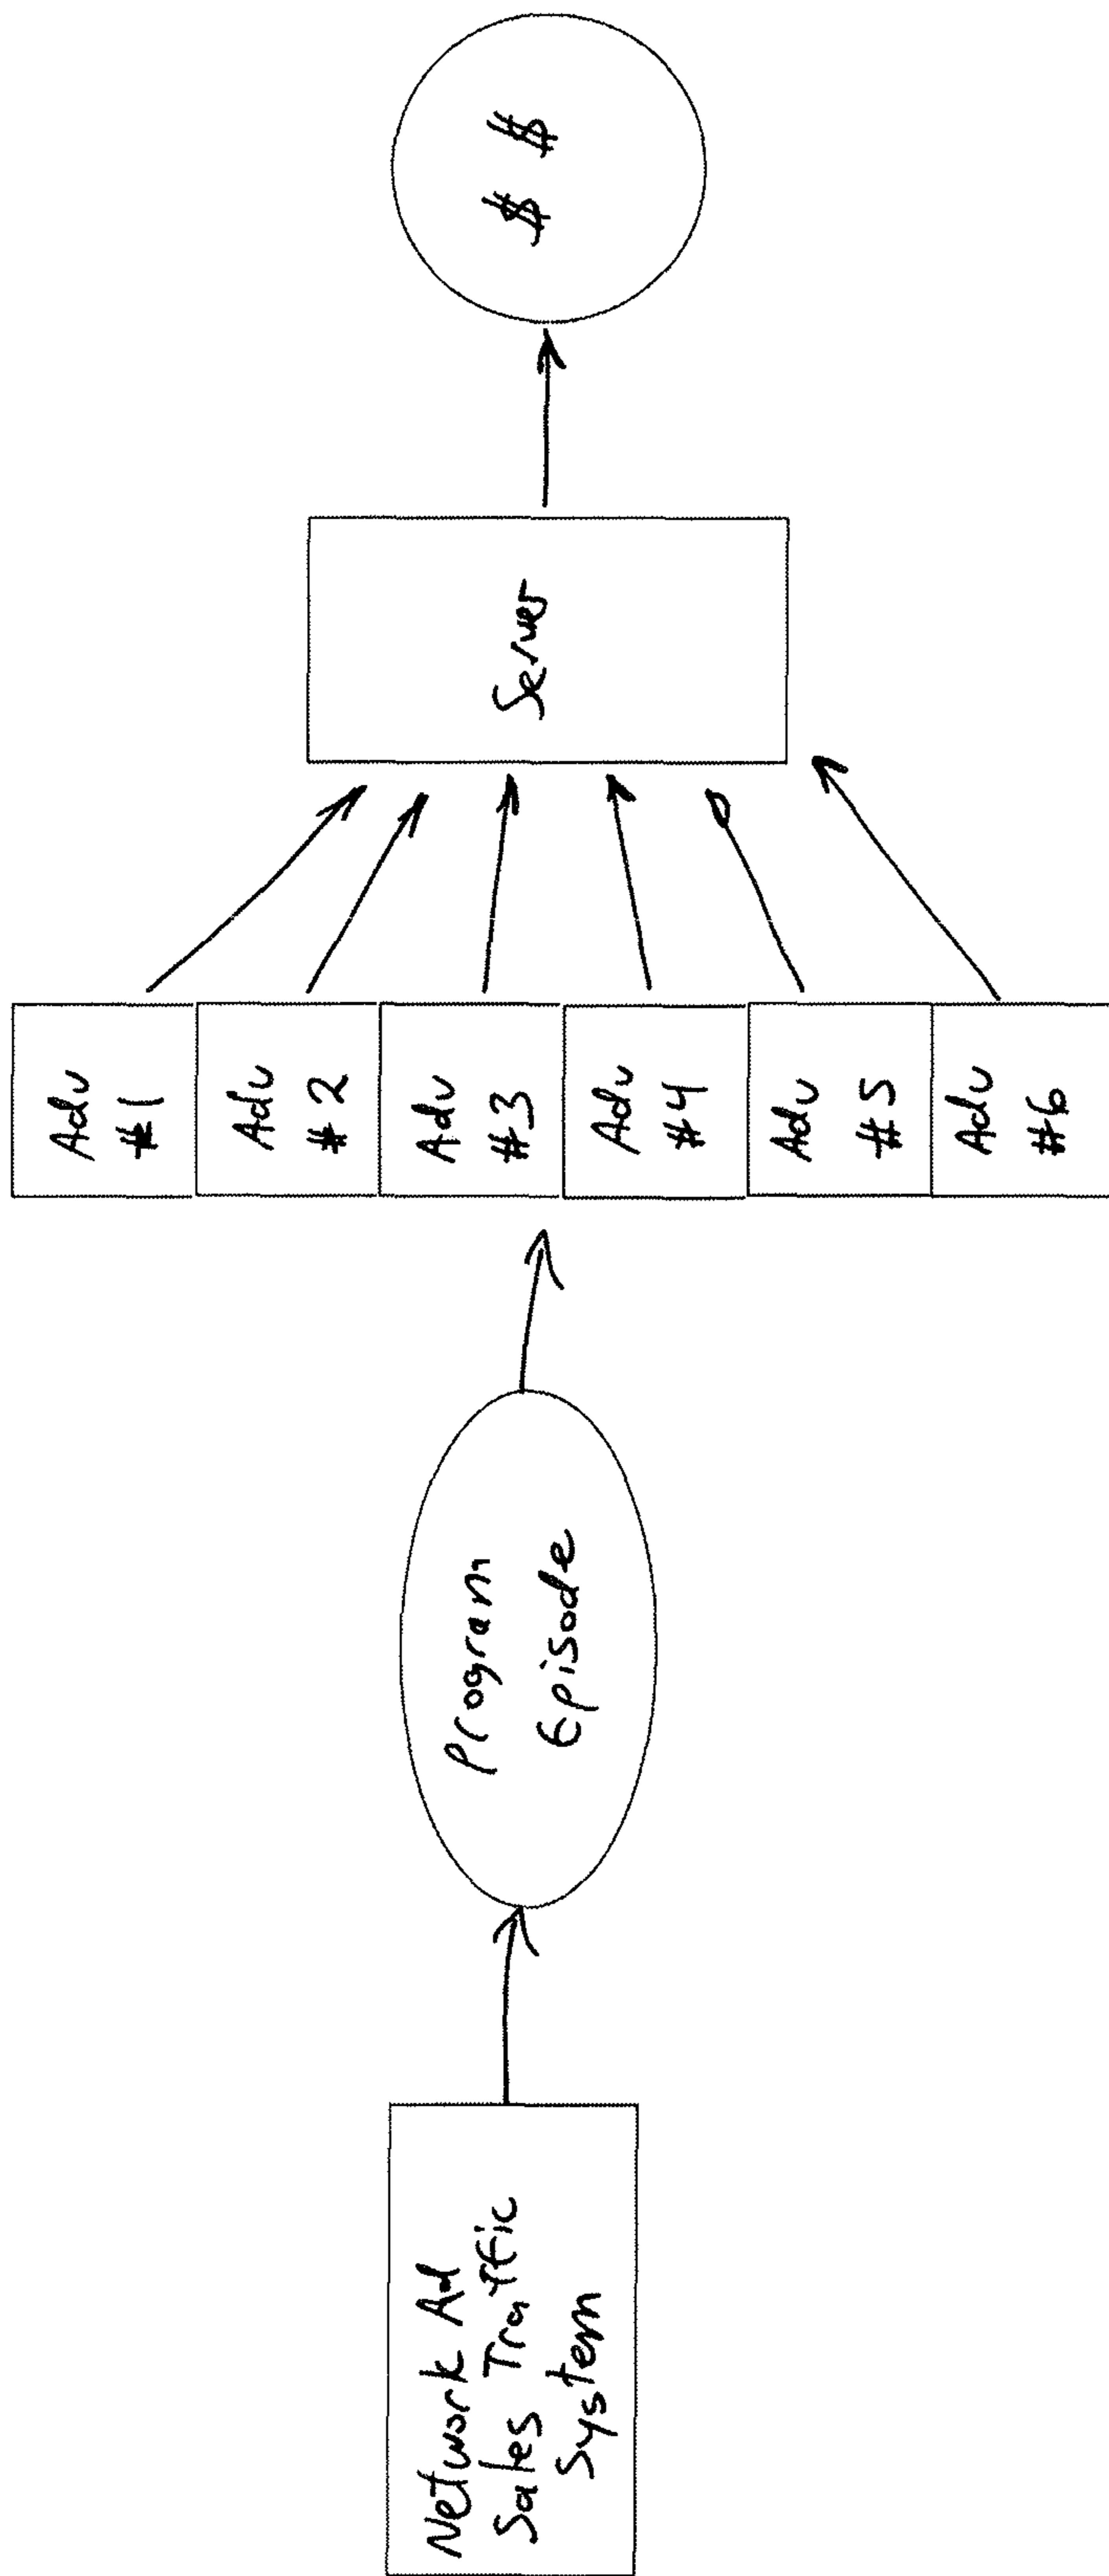 Network Ad
Sales Traffic
System
Program
Episode
Adv
#1
Adv
#2
Adv
#3
Adv
#4
Adv
#5
Adv
#6
Server
$ $